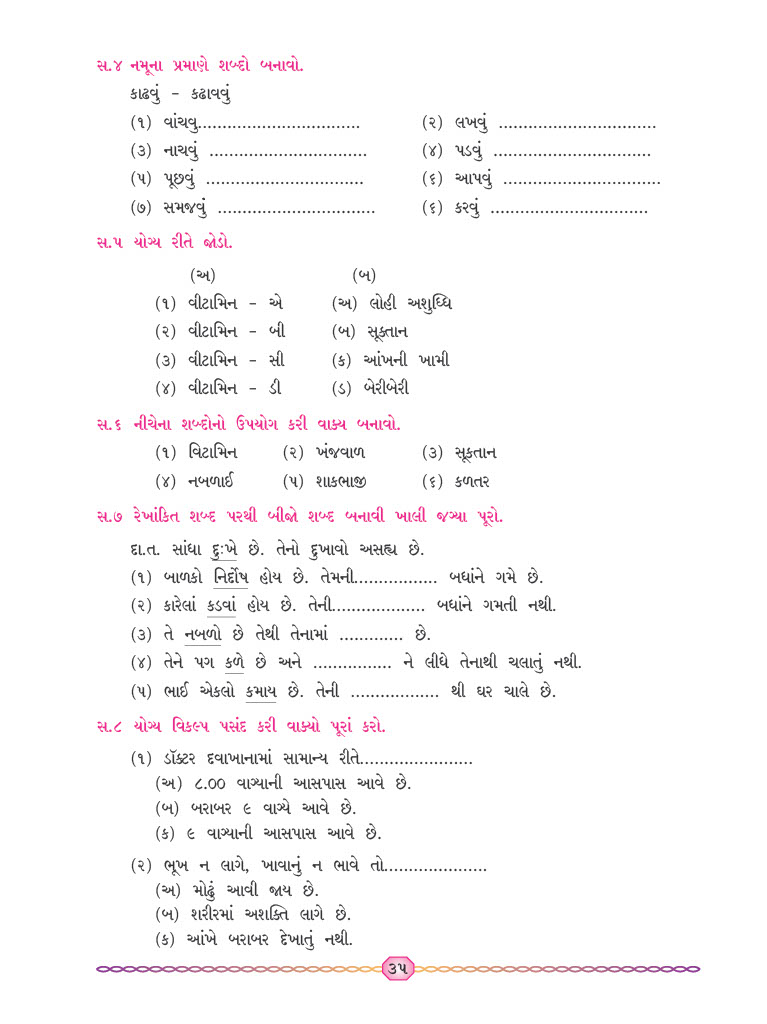 સ.૪ નમૂના પ્રમાણે શબ્દો બનાવો.
કાઢવું - કઢાવવું
(૧) વાંચવુ................................. (૨) લખવું ................................
(૩) નાચવું ................................ (૪) પડવું ................................
(૫) પૂછવું ................................ (૬) આપવું ................................
(૭) સમજવું ................................ (૬) કરવું ................................
સ.૫ યોગ્ય રીતે જોડો.
(અ) (બ)
(૧) વીટામિન - એ (અ) લોહી અશુધ્ધિ
(૨) વીટામિન - બી (બ) સૂક્તાન
(૩) વીટામિન - સી (ક) આંખની ખામી
(૪) વીટામિન - ડી (ડ) બેરીબેરી
સ.૬ નીચેના શબ્દોનો ઉપયોગ કરી વાક્ય બનાવો.
(૧) વિટામિન (૨) ખંજવાળ (૩) સૂકતાન
(૪) નબળાઈ (૫) શાકભાજી (૬) કળતર
સ.૭ રેખાંકિત શબ્દ પરથી બીજો શબ્દ બનાવી ખાલી જગ્યા પૂરો.
દા.ત. સાંધા દુઃખે છે. તેનો દુખાવો અસહ્ય છે.
(૧) બાળકો નિર્દોષ હોય છે. તેમની................. બધાંને ગમે છે.
(૨) કારેલાં કડવાં હોય છે. તેની................... બધાંને ગમતી નથી.
(૩) તે નબળો છે તેથી તેનામાં ............. છે.
(૪) તેને પગ કળે છે અને ................ ને લીધે તેનાથી ચલાતું નથી.
(૫) ભાઈ એકલો કમાય છે. તેની .................. થી ઘર ચાલે છે.
સ.૮ યોગ્ય વિકલ્પ પસંદ કરી વાક્યો પૂરાં કરો.
(૧) ડૉક્ટર દવાખાનામાં સામાન્ય રીતે.......................
(અ) ૮.૦૦ વાગ્યાની આસપાસ આવે છે.
(બ) બરાબર ૯ વાગ્યે આવે છે.
(ક) ૯ વાગ્યાની આસપાસ આવે છે.
(૨) ભૂખ ન લાગે, ખાવાનું ન ભાવે તો.....................
(અ) મોઢું આવી જાય છે.
(બ) શરીરમાં અશક્તિ લાગે છે.
(ક) આંખે બરાબર દેખાતું નથી.
૩૫